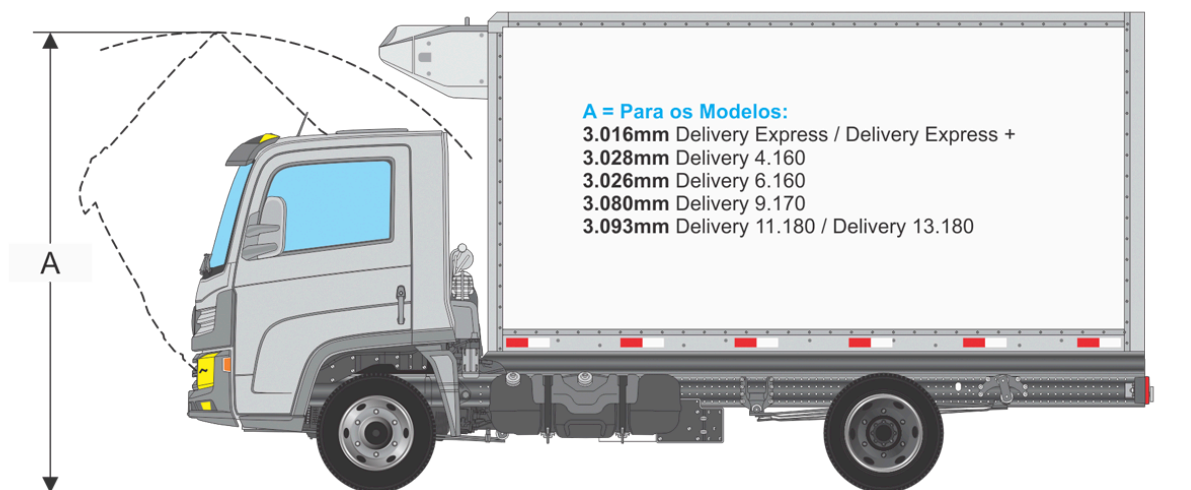 A = Para os Modelos:
3.016mm Delivery Express / Delivery Express +
3.028mm Delivery 4.160
3.026mm Delivery 6.160
3.080mm Delivery 9.170
3.093mm Delivery 11.180 / Delivery 13.180
A